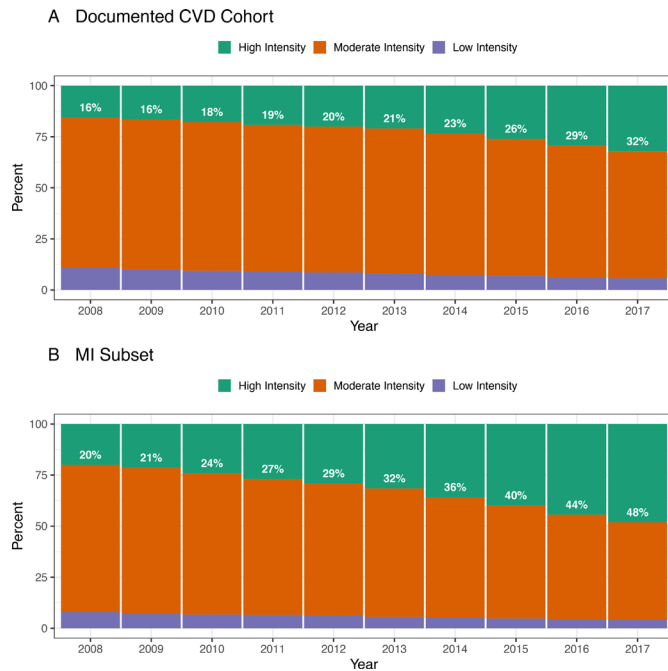 A Documented CVD Cohort
High Intensity Moderate Intensity Low Intensity
100
75
50
25
0
Percent
16% 16% 18% 19% 20% 21% 23% 26% 29% 32%
2008 2009 2010 2011 2012 2013 2014 2015 2016 2017
Year
B MI Subset
High Intensity Moderate Intensity Low Intensity
100
75
50
25
0
Percent
20% 21% 24% 27% 29% 32% 36% 40% 44% 48%
2008 2009 2010 2011 2012 2013 2014 2015 2016 2017
Year